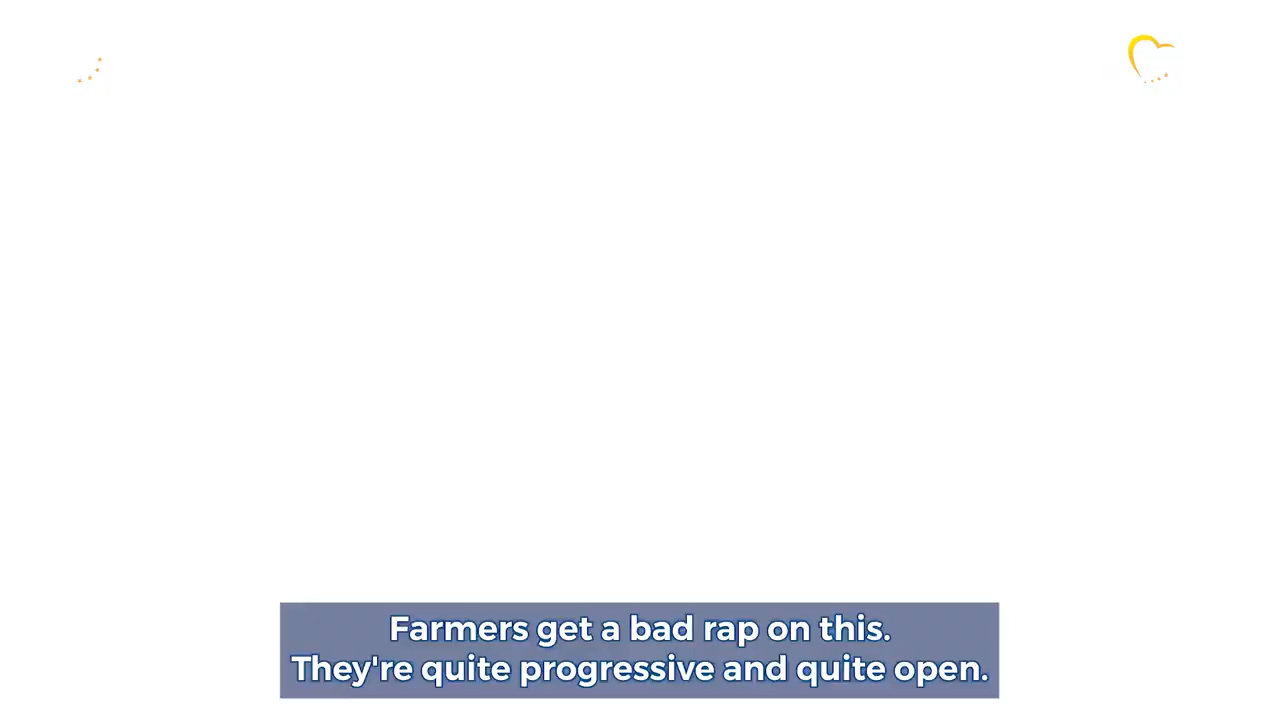 Farmers get a bad rap on this.
They're quite progressive and quite open.